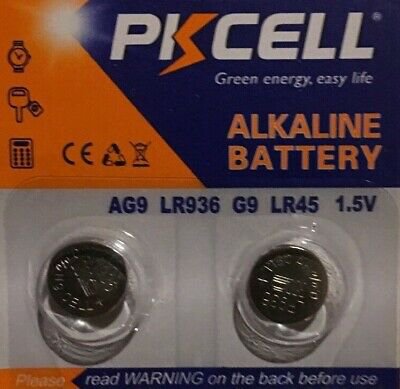 PKCELL
Green energy, easy life
ALKALINE
BATTERY
CE
AG9 LR936 G9 LR45 1.5V
Please read WARNING on the back before use